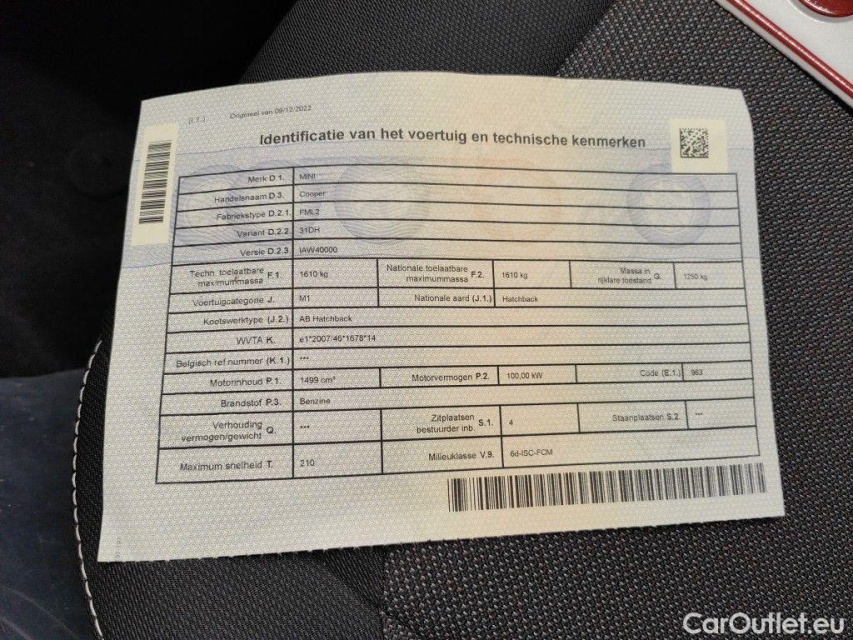 (I.T.) Origineel van 09/12/2022
Identificatie van het voertuig en technische kenmerken
Merk D.1. MINI
Handelsnaam D.3. Cooper
Fabriekstype D.2.1. FML2
Variant D.2.2. 31DH
Versie D.2.3. IAW40000
Techn. toelaatbare maximummassa F.1. 1610 kg Nationale toelaatbare maximummassa F.2. 1610 kg Massa in rijklare toestand G. 1250 kg
Voertuigcategorie J. M1 Nationale aard (J.1.) Hatchback
Koetswerktype (J.2.) AB Hatchback
WVTA K. e1*2007/46*1678*14
Belgisch ref.nummer (K.1.) ***
Motorinhoud P.1. 1499 cm³ Motorvermogen P.2. 100,00 kW Code (E.1.) 963
Brandstof P.3. Benzine
Verhouding vermogen/gewicht Q. *** Zitplaatsen bestuurder inb. S.1. 4 Staanplaatsen S.2. ***
Maximum snelheid T. 210 Milieuklasse V.9. 6d-ISC-FCM
CarOutlet.eu